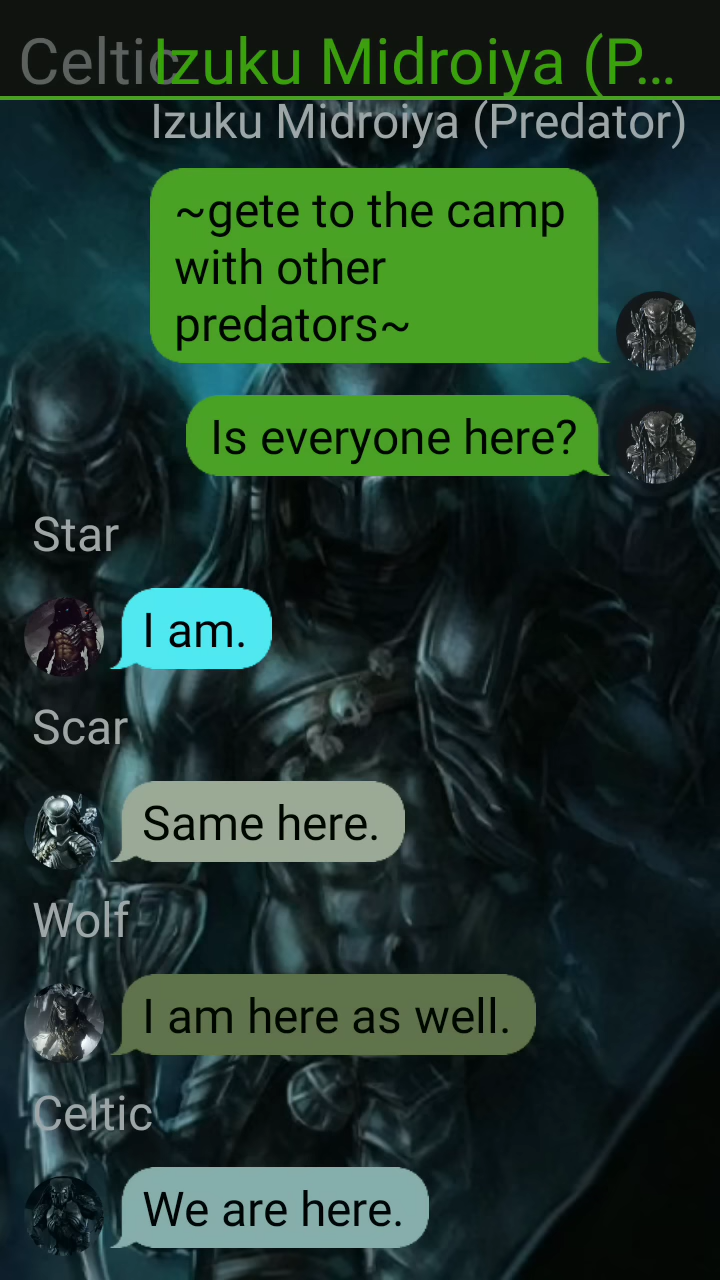 Celtic
Izuku Midroiya (P...
Izuku Midroiya (Predator)
~gete to the camp
with other
predators~
Is everyone here?
Star
I am.
Scar
Same here.
Wolf
I am here as well.
Celtic
We are here.